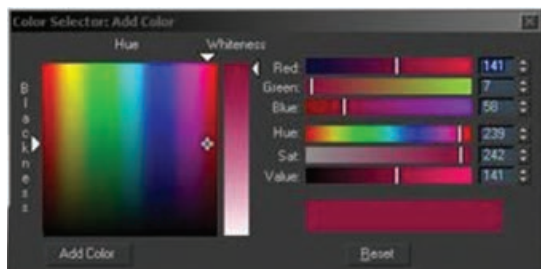 Color Selector: Add Color
Hue Whiteness
Blackness
Red: 141
Green: 7
Blue: 58
Hue: 239
Sat: 242
Value: 141
Add Color Reset